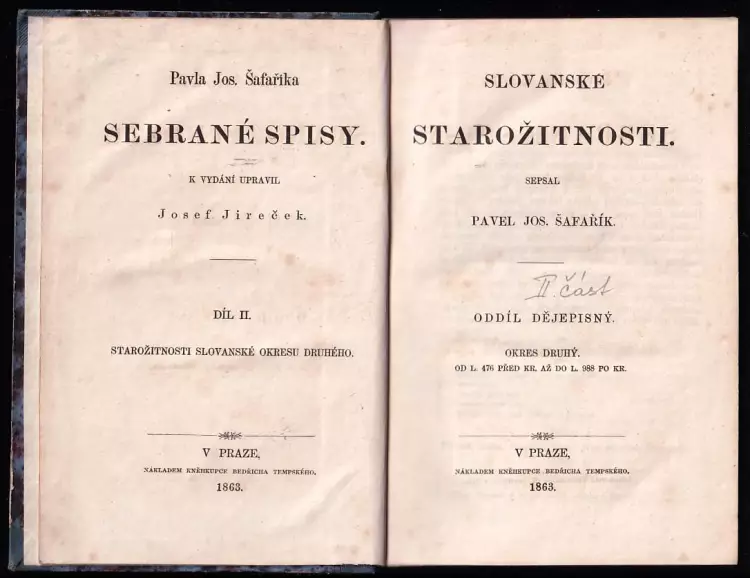 Pavla Jos. Šafaříka
SEBRANÉ SPISY.
K VYDÁNÍ UPRAVIL
Josef Jireček.
DÍL II.
STAROŽITNOSTI SLOVANSKÉ OKRESU DRUHÉHO.
V PRAZE,
NÁKLADEM KNĚHKUPCE BEDŘICHA TEMPSKÉHO.
1863.
SLOVANSKÉ
STAROŽITNOSTI.
SEPSAL
PAVEL JOS. ŠAFAŘÍK.
II. část
ODDÍL DĚJEPISNÝ.
OKRES DRUHÝ.
OD L. 476 PŘED KR. AŽ DO L. 988 PO KR.
V PRAZE,
NÁKLADEM KNĚHKUPCE BEDŘICHA TEMPSKÉHO.
1863.